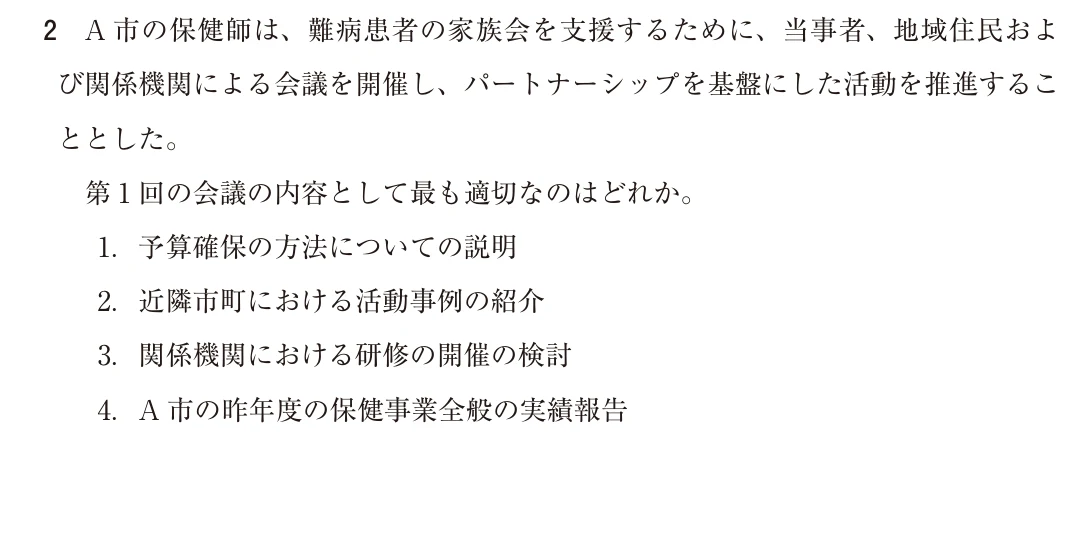 2 A 市の保健師は、難病患者の家族会を支援するために、当事者、地域住民およ
び関係機関による会議を開催し、パートナーシップを基盤にした活動を推進するこ
ととした。
第 1 回の会議の内容として最も適切なのはどれか。
1. 予算確保の方法についての説明
2. 近隣市町における活動事例の紹介
3. 関係機関における研修の開催の検討
4. A 市の昨年度の保健事業全般の実績報告